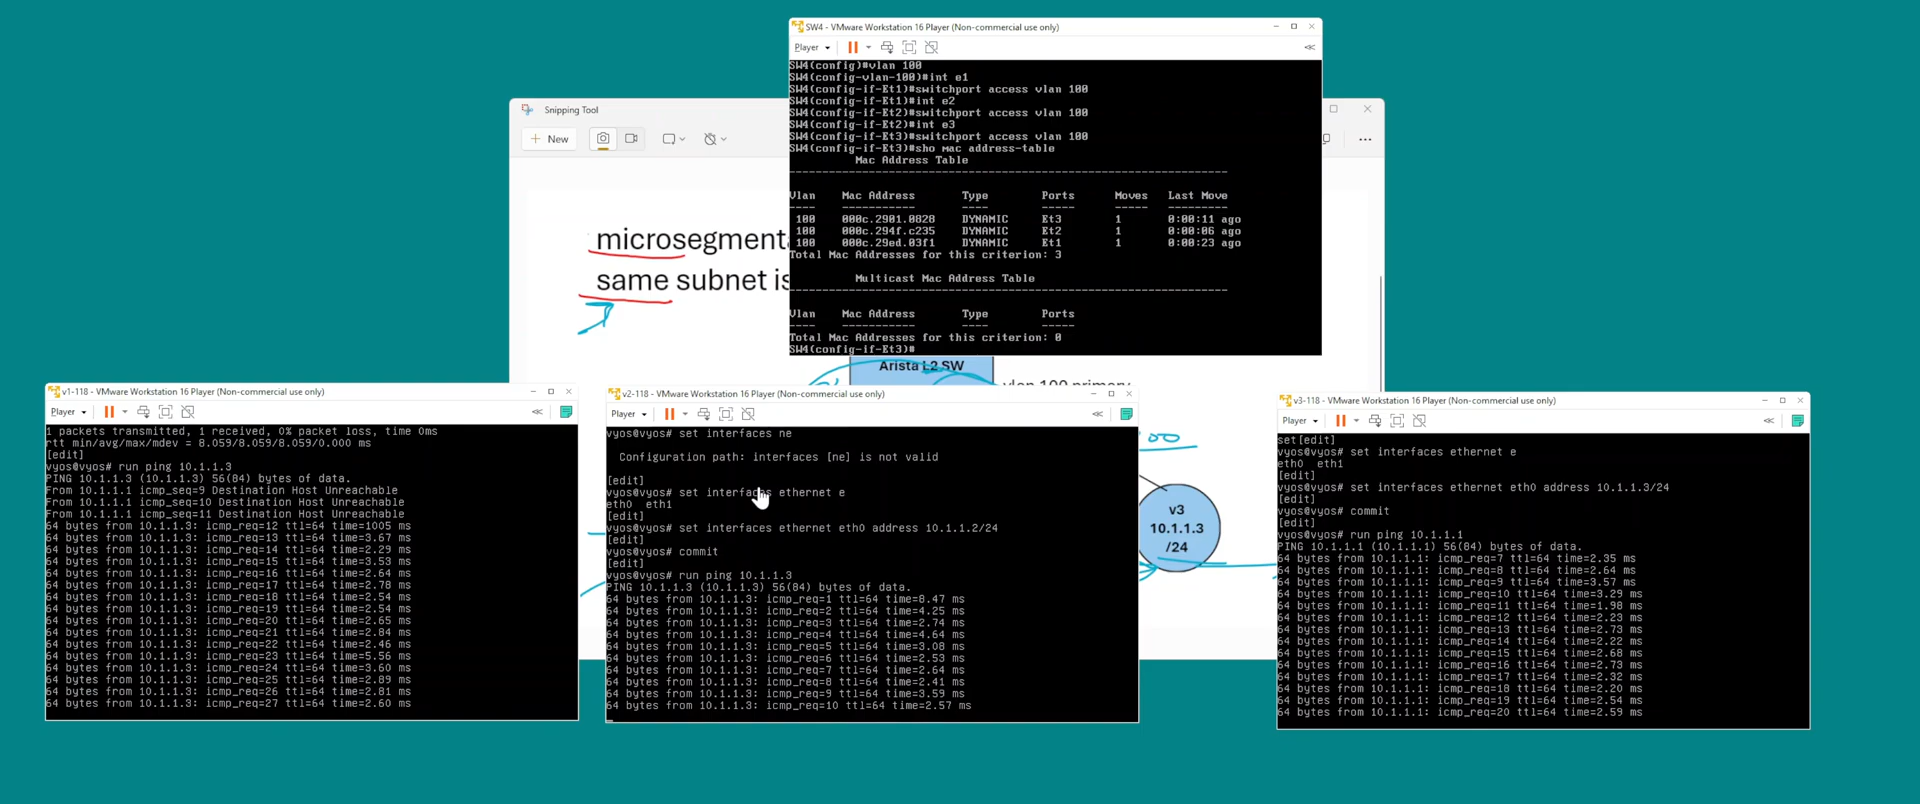 SW4 - VMware Workstation 16 Player (Non-commercial use only)
Player
SW4(config)#vlan 100
SW4(config-vlan-100)#int e1
SW4(config-if-Et1)#switchport access vlan 100
SW4(config-if-Et1)#int e2
SW4(config-if-Et2)#switchport access vlan 100
SW4(config-if-Et2)#int e3
SW4(config-if-Et3)#switchport access vlan 100
SW4(config-if-Et3)#sho mac address-table
Mac Address Table
------------------------------------------------------------------
Vlan Mac Address Type Ports Moves Last Move
---- ----------- ---- ----- ----- ---------
100 000c.2901.0828 DYNAMIC Et3 1 0:00:11 ago
100 000c.294f.c235 DYNAMIC Et2 1 0:00:06 ago
100 000c.29ed.03f1 DYNAMIC Et1 1 0:00:23 ago
Total Mac Addresses for this criterion: 3
Multicast Mac Address Table
------------------------------------------------------------------
Vlan Mac Address Type Ports
---- ----------- ---- -----
Total Mac Addresses for this criterion: 0
SW4(config-if-Et3)#
Snipping Tool
New
microsegment
same subnet is
Arista L2 SW
vlan 100 primary
v3
10.1.1.3
/24
v1-118 - VMware Workstation 16 Player (Non-commercial use only)
Player
1 packets transmitted, 1 received, 0% packet loss, time 0ms
rtt min/avg/max/mdev = 8.059/8.059/8.059/0.000 ms
[edit]
vyos@vyos# run ping 10.1.1.3
PING 10.1.1.3 (10.1.1.3) 56(84) bytes of data.
From 10.1.1.1 icmp_seq=9 Destination Host Unreachable
From 10.1.1.1 icmp_seq=10 Destination Host Unreachable
From 10.1.1.1 icmp_seq=11 Destination Host Unreachable
64 bytes from 10.1.1.3: icmp_req=12 ttl=64 time=1005 ms
64 bytes from 10.1.1.3: icmp_req=13 ttl=64 time=3.67 ms
64 bytes from 10.1.1.3: icmp_req=14 ttl=64 time=2.29 ms
64 bytes from 10.1.1.3: icmp_req=15 ttl=64 time=3.53 ms
64 bytes from 10.1.1.3: icmp_req=16 ttl=64 time=2.64 ms
64 bytes from 10.1.1.3: icmp_req=17 ttl=64 time=2.78 ms
64 bytes from 10.1.1.3: icmp_req=18 ttl=64 time=2.54 ms
64 bytes from 10.1.1.3: icmp_req=19 ttl=64 time=2.54 ms
64 bytes from 10.1.1.3: icmp_req=20 ttl=64 time=2.65 ms
64 bytes from 10.1.1.3: icmp_req=21 ttl=64 time=2.84 ms
64 bytes from 10.1.1.3: icmp_req=22 ttl=64 time=2.46 ms
64 bytes from 10.1.1.3: icmp_req=23 ttl=64 time=5.56 ms
64 bytes from 10.1.1.3: icmp_req=24 ttl=64 time=3.60 ms
64 bytes from 10.1.1.3: icmp_req=25 ttl=64 time=2.89 ms
64 bytes from 10.1.1.3: icmp_req=26 ttl=64 time=2.81 ms
64 bytes from 10.1.1.3: icmp_req=27 ttl=64 time=2.60 ms
v2-118 - VMware Workstation 16 Player (Non-commercial use only)
Player
vyos@vyos# set interfaces ne
Configuration path: interfaces [ne] is not valid
[edit]
vyos@vyos# set interfaces ethernet e
eth0 eth1
[edit]
vyos@vyos# set interfaces ethernet eth0 address 10.1.1.2/24
[edit]
vyos@vyos# commit
[edit]
vyos@vyos# run ping 10.1.1.3
PING 10.1.1.3 (10.1.1.3) 56(84) bytes of data.
64 bytes from 10.1.1.3: icmp_req=1 ttl=64 time=8.47 ms
64 bytes from 10.1.1.3: icmp_req=2 ttl=64 time=4.25 ms
64 bytes from 10.1.1.3: icmp_req=3 ttl=64 time=2.74 ms
64 bytes from 10.1.1.3: icmp_req=4 ttl=64 time=4.64 ms
64 bytes from 10.1.1.3: icmp_req=5 ttl=64 time=3.08 ms
64 bytes from 10.1.1.3: icmp_req=6 ttl=64 time=2.53 ms
64 bytes from 10.1.1.3: icmp_req=7 ttl=64 time=2.64 ms
64 bytes from 10.1.1.3: icmp_req=8 ttl=64 time=2.41 ms
64 bytes from 10.1.1.3: icmp_req=9 ttl=64 time=3.59 ms
64 bytes from 10.1.1.3: icmp_req=10 ttl=64 time=2.57 ms
v3-118 - VMware Workstation 16 Player (Non-commercial use only)
Player
set[edit]
vyos@vyos# set interfaces ethernet e
eth0 eth1
[edit]
vyos@vyos# set interfaces ethernet eth0 address 10.1.1.3/24
[edit]
vyos@vyos# commit
[edit]
vyos@vyos# run ping 10.1.1.1
PING 10.1.1.1 (10.1.1.1) 56(84) bytes of data.
64 bytes from 10.1.1.1: icmp_req=7 ttl=64 time=2.35 ms
64 bytes from 10.1.1.1: icmp_req=8 ttl=64 time=2.64 ms
64 bytes from 10.1.1.1: icmp_req=9 ttl=64 time=3.57 ms
64 bytes from 10.1.1.1: icmp_req=10 ttl=64 time=3.29 ms
64 bytes from 10.1.1.1: icmp_req=11 ttl=64 time=1.98 ms
64 bytes from 10.1.1.1: icmp_req=12 ttl=64 time=2.23 ms
64 bytes from 10.1.1.1: icmp_req=13 ttl=64 time=2.73 ms
64 bytes from 10.1.1.1: icmp_req=14 ttl=64 time=2.22 ms
64 bytes from 10.1.1.1: icmp_req=15 ttl=64 time=2.68 ms
64 bytes from 10.1.1.1: icmp_req=16 ttl=64 time=2.73 ms
64 bytes from 10.1.1.1: icmp_req=17 ttl=64 time=2.32 ms
64 bytes from 10.1.1.1: icmp_req=18 ttl=64 time=2.20 ms
64 bytes from 10.1.1.1: icmp_req=19 ttl=64 time=2.54 ms
64 bytes from 10.1.1.1: icmp_req=20 ttl=64 time=2.59 ms